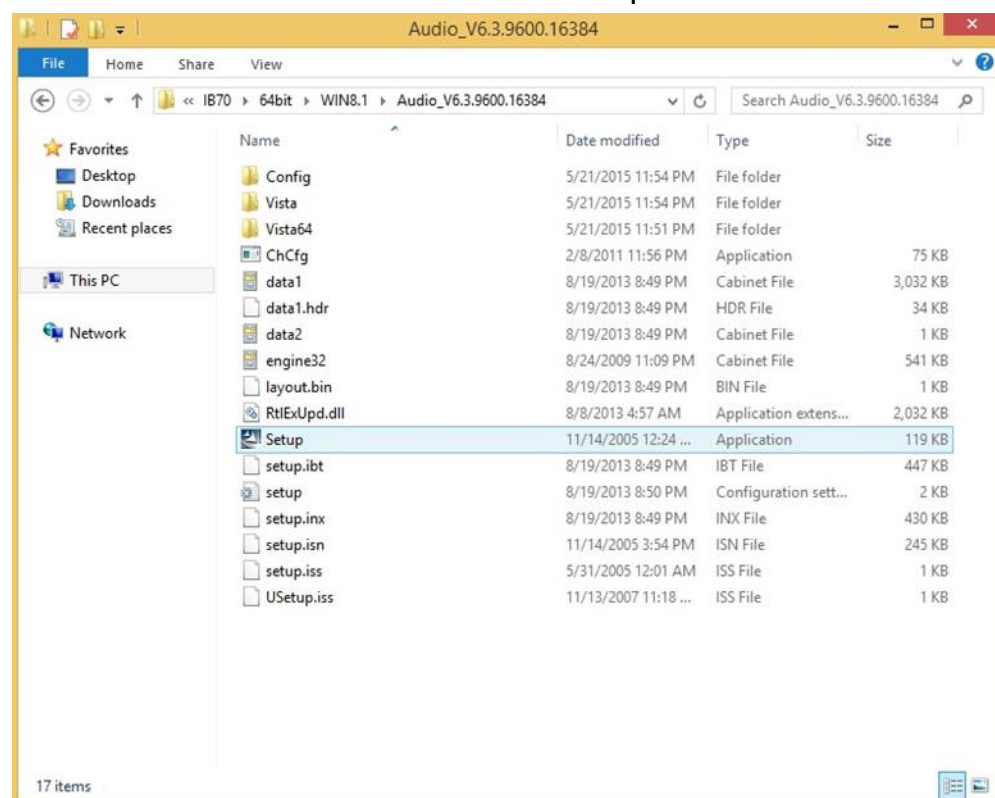 Audio_V6.3.9600.16384
File Home Share View
« IB70 ▸ 64bit ▸ WIN8.1 ▸ Audio_V6.3.9600.16384 Search Audio_V6.3.9600.16384
Name Date modified Type Size
Favorites
Desktop
Downloads
Recent places
This PC
Network
Config 5/21/2015 11:54 PM File folder
Vista 5/21/2015 11:54 PM File folder
Vista64 5/21/2015 11:51 PM File folder
ChCfg 2/8/2011 11:56 PM Application 75 KB
data1 8/19/2013 8:49 PM Cabinet File 3,032 KB
data1.hdr 8/19/2013 8:49 PM HDR File 34 KB
data2 8/19/2013 8:49 PM Cabinet File 1 KB
engine32 8/24/2009 11:09 PM Cabinet File 541 KB
layout.bin 8/19/2013 8:49 PM BIN File 1 KB
RtlExUpd.dll 8/8/2013 4:57 AM Application extens... 2,032 KB
Setup 11/14/2005 12:24 ... Application 119 KB
setup.ibt 8/19/2013 8:49 PM IBT File 447 KB
setup 8/19/2013 8:50 PM Configuration sett... 2 KB
setup.inx 8/19/2013 8:49 PM INX File 430 KB
setup.isn 11/14/2005 3:54 PM ISN File 245 KB
setup.iss 5/31/2005 12:01 AM ISS File 1 KB
USetup.iss 11/13/2007 11:18 ... ISS File 1 KB
17 items